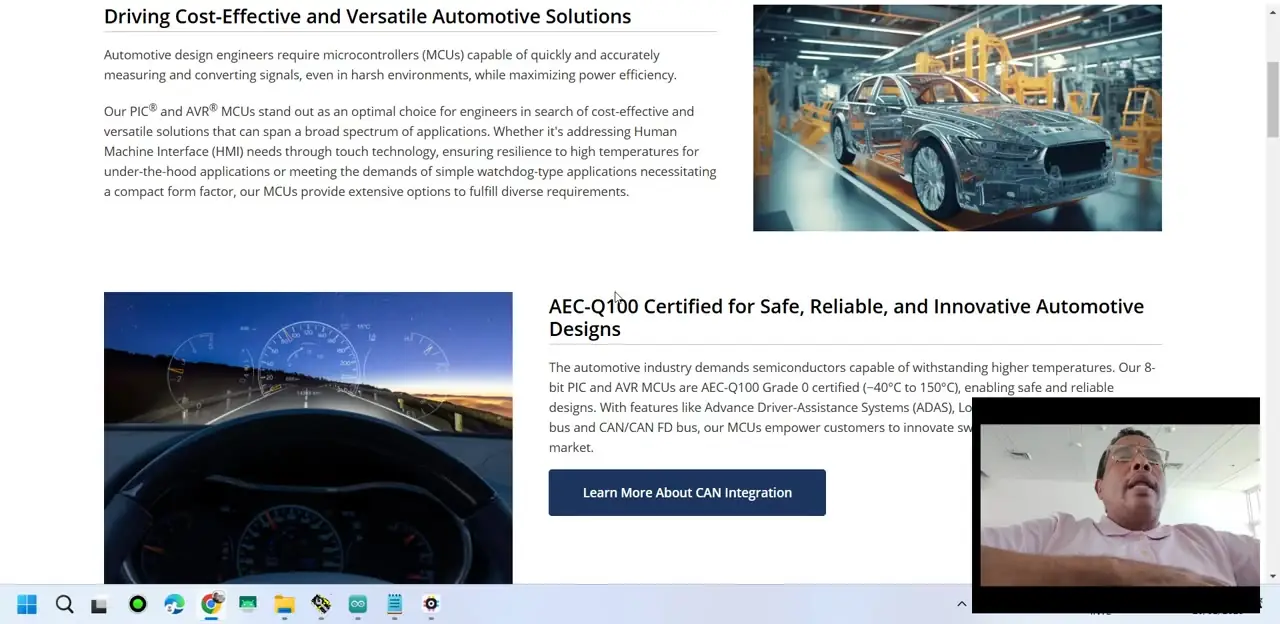 Driving Cost-Effective and Versatile Automotive Solutions
Automotive design engineers require microcontrollers (MCUs) capable of quickly and accurately
measuring and converting signals, even in harsh environments, while maximizing power efficiency.
Our PIC® and AVR® MCUs stand out as an optimal choice for engineers in search of cost-effective and
versatile solutions that can span a broad spectrum of applications. Whether it's addressing Human
Machine Interface (HMI) needs through touch technology, ensuring resilience to high temperatures for
under-the-hood applications or meeting the demands of simple watchdog-type applications necessitating
a compact form factor, our MCUs provide extensive options to fulfill diverse requirements.
AEC-Q100 Certified for Safe, Reliable, and Innovative Automotive
Designs
The automotive industry demands semiconductors capable of withstanding higher temperatures. Our 8-
bit PIC and AVR MCUs are AEC-Q100 Grade 0 certified (−40°C to 150°C), enabling safe and reliable
designs. With features like Advance Driver-Assistance Systems (ADAS), Lo
bus and CAN/CAN FD bus, our MCUs empower customers to innovate sw
market.
Learn More About CAN Integration